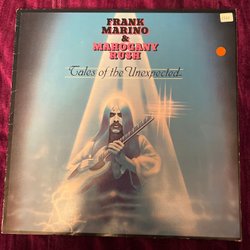 FRANK
MARINO
&
MAHOGANY
RUSH
Tales of the Unexpected